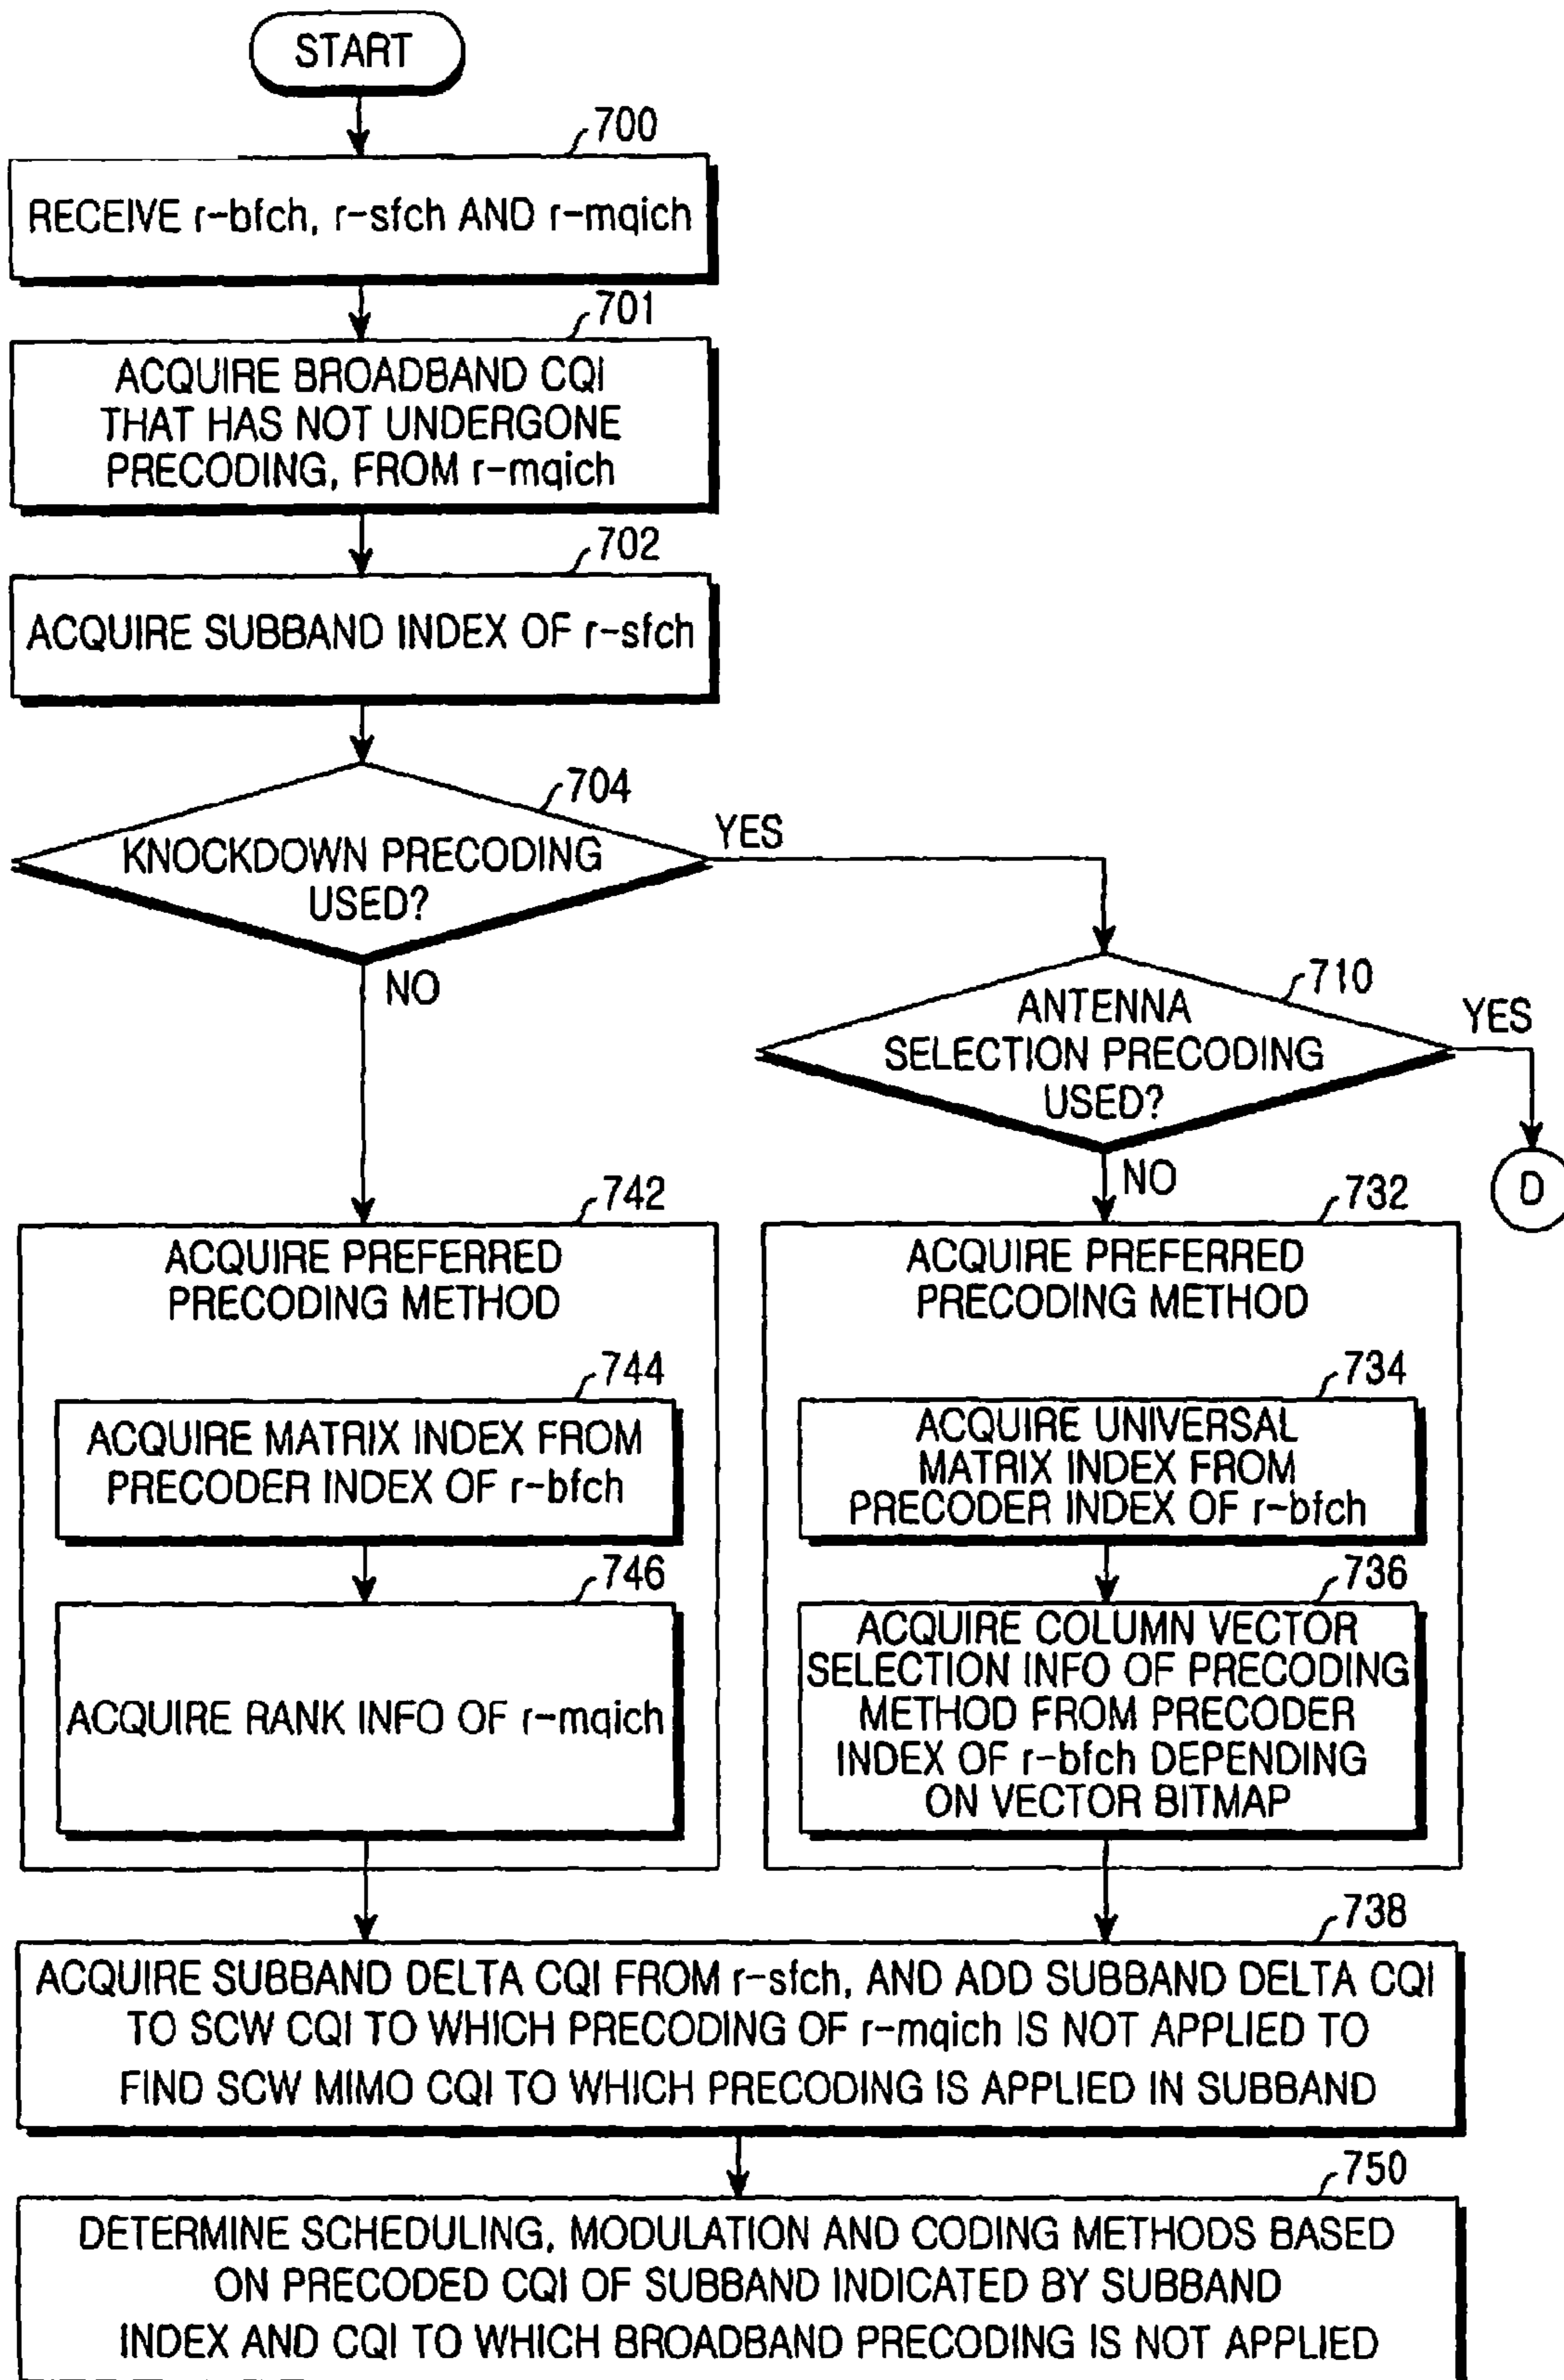 START
700
RECEIVE r-bfch, r-sfch AND r-mqich
701
ACQUIRE BROADBAND CQI
THAT HAS NOT UNDERGONE
PRECODING, FROM r-mqich
702
ACQUIRE SUBBAND INDEX OF r-sfch
704
KNOCKDOWN PRECODING
USED?
YES
NO
710
ANTENNA
SELECTION PRECODING
USED?
YES
NO
D
742
ACQUIRE PREFERRED
PRECODING METHOD
744
ACQUIRE MATRIX INDEX FROM
PRECODER INDEX OF r-bfch
746
ACQUIRE RANK INFO OF r-mqich
732
ACQUIRE PREFERRED
PRECODING METHOD
734
ACQUIRE UNIVERSAL
MATRIX INDEX FROM
PRECODER INDEX OF r-bfch
736
ACQUIRE COLUMN VECTOR
SELECTION INFO OF PRECODING
METHOD FROM PRECODER
INDEX OF r-bfch DEPENDING
ON VECTOR BITMAP
738
ACQUIRE SUBBAND DELTA CQI FROM r-sfch, AND ADD SUBBAND DELTA CQI
TO SCW CQI TO WHICH PRECODING OF r-mqich IS NOT APPLIED TO
FIND SCW MIMO CQI TO WHICH PRECODING IS APPLIED IN SUBBAND
750
DETERMINE SCHEDULING, MODULATION AND CODING METHODS BASED
ON PRECODED CQI OF SUBBAND INDICATED BY SUBBAND
INDEX AND CQI TO WHICH BROADBAND PRECODING IS NOT APPLIED